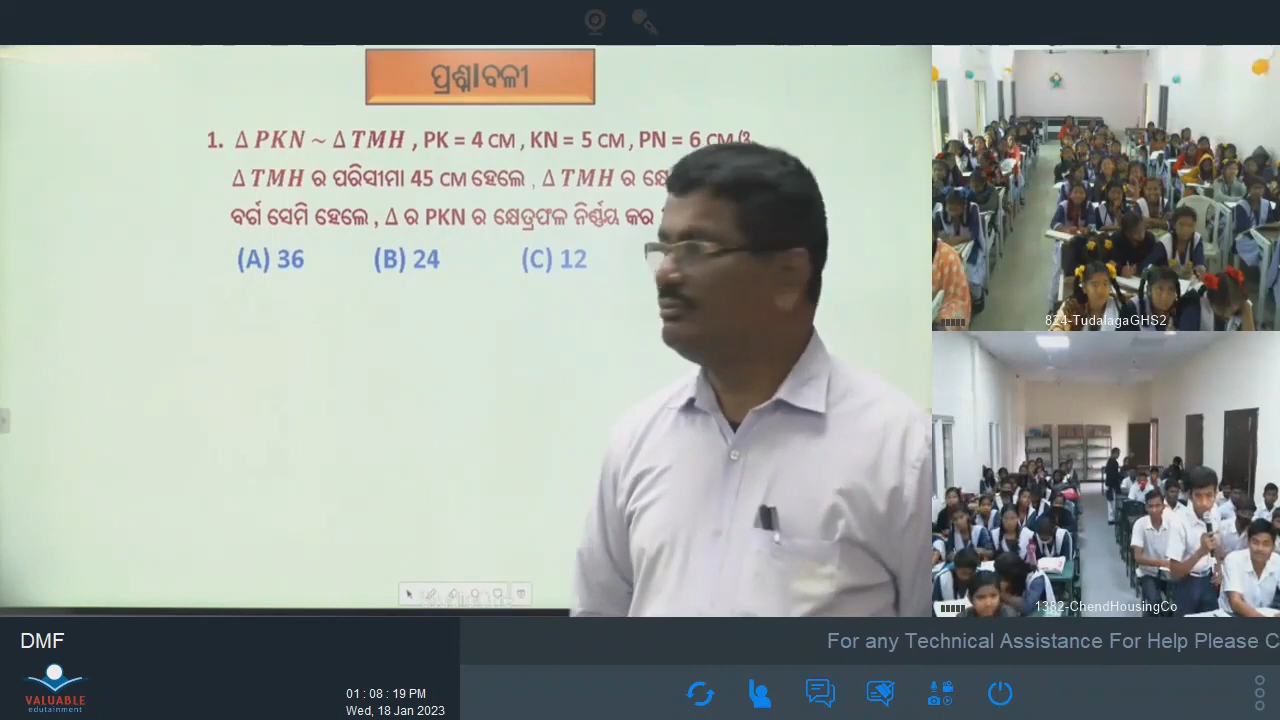 ପ୍ରଶ୍ନାବଳୀ
1. Δ PKN ~ Δ TMH , PK = 4 CM , KN = 5 CM , PN = 6 CM ଓ
Δ TMH ର ପରିସୀମା 45 CM ହେଲେ , Δ TMH ର
ବର୍ଗ ସେମି ହେଲେ , Δ ର PKN ର କ୍ଷେତ୍ରଫଳ ନିର୍ଣ୍ଣୟ କର
(A) 36 (B) 24 (C) 12
824-TudalagaGHS2
1382-ChendHousingCo
DMF
For any Technical Assistance For Help Please C
VALUABLE
edutainment
01 : 08 : 19 PM
Wed, 18 Jan 2023